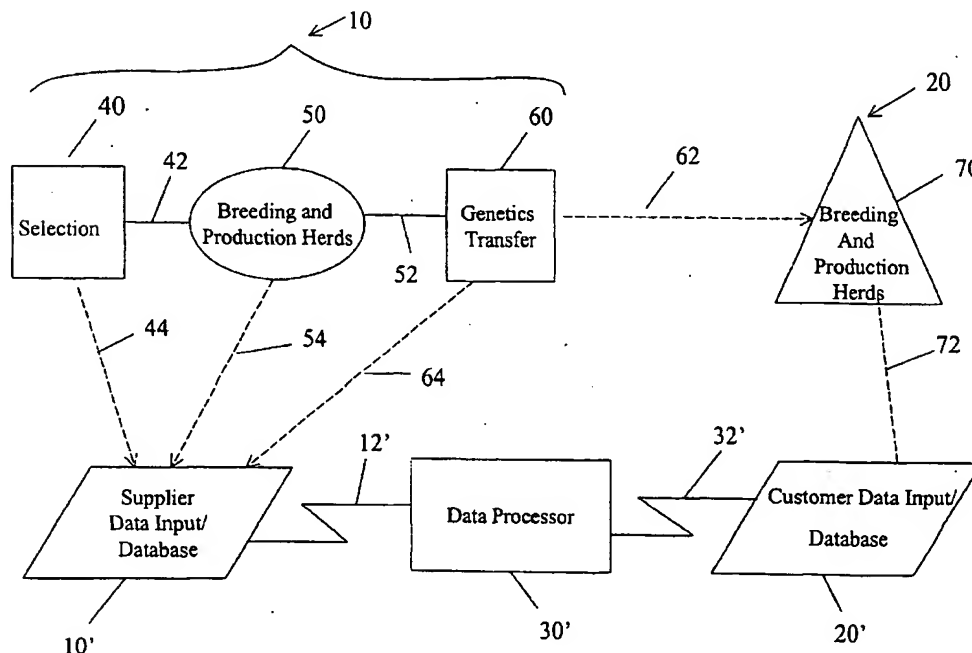 10
40
50
60
20
42
62
70
Selection
Breeding and
Production Herds
Genetics
Transfer
Breeding
And
Production
Herds
52
44
54
64
72
12'
32'
Supplier
Data Input/
Database
Data Processor
Customer Data Input/
Database
10'
30'
20'